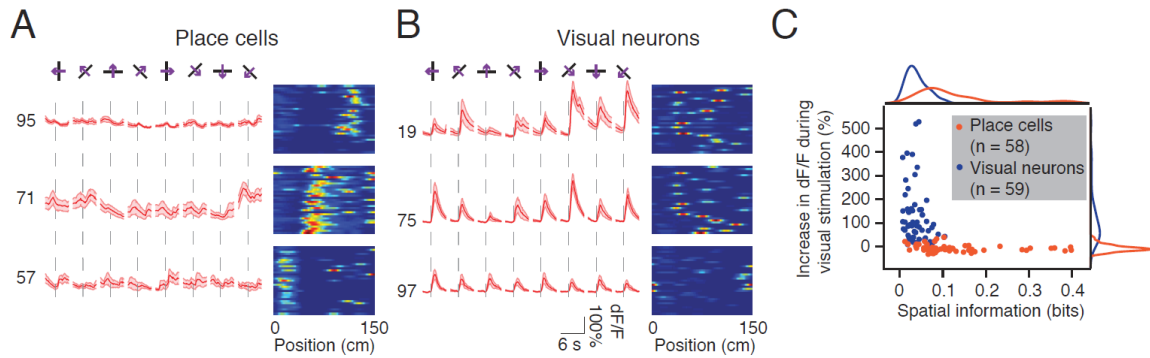 A
Place cells
95
71
57
0
150
Position (cm)
B
Visual neurons
19
75
97
6 s
100%
dF/F
0
150
Position (cm)
C
Increase in dF/F during
visual stimulation (%)
500
400
300
200
100
0
Place cells
(n = 58)
Visual neurons
(n = 59)
0
0.1
0.2
0.3
0.4
Spatial information (bits)